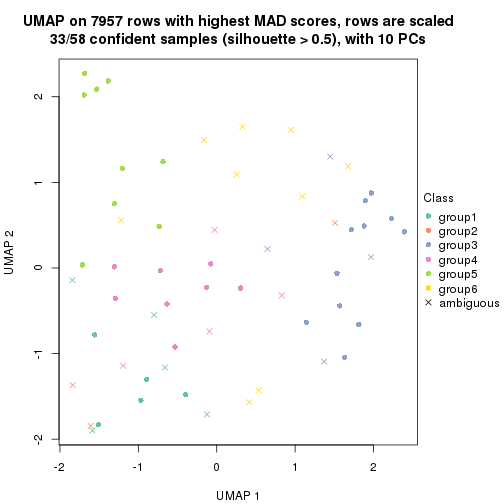 UMAP on 7957 rows with highest MAD scores, rows are scaled
33/58 confident samples (silhouette > 0.5), with 10 PCs
2
1
0
-1
-2
UMAP 2
-2
-1
0
1
2
UMAP 1
Class
group1
group2
group3
group4
group5
group6
ambiguous